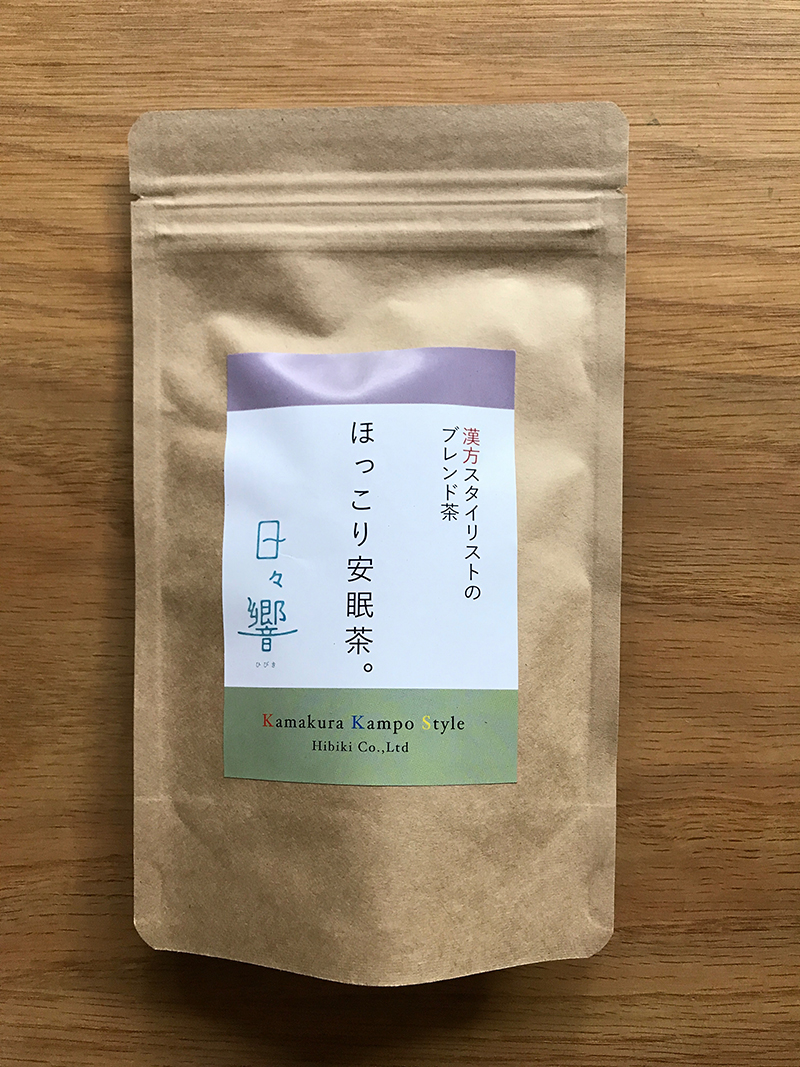 漢方スタイリストの
ブレンド茶
ほっこり安眠茶。
日々
響
ひびき
Kamakura Kampo Style
Hibiki Co.,Ltd